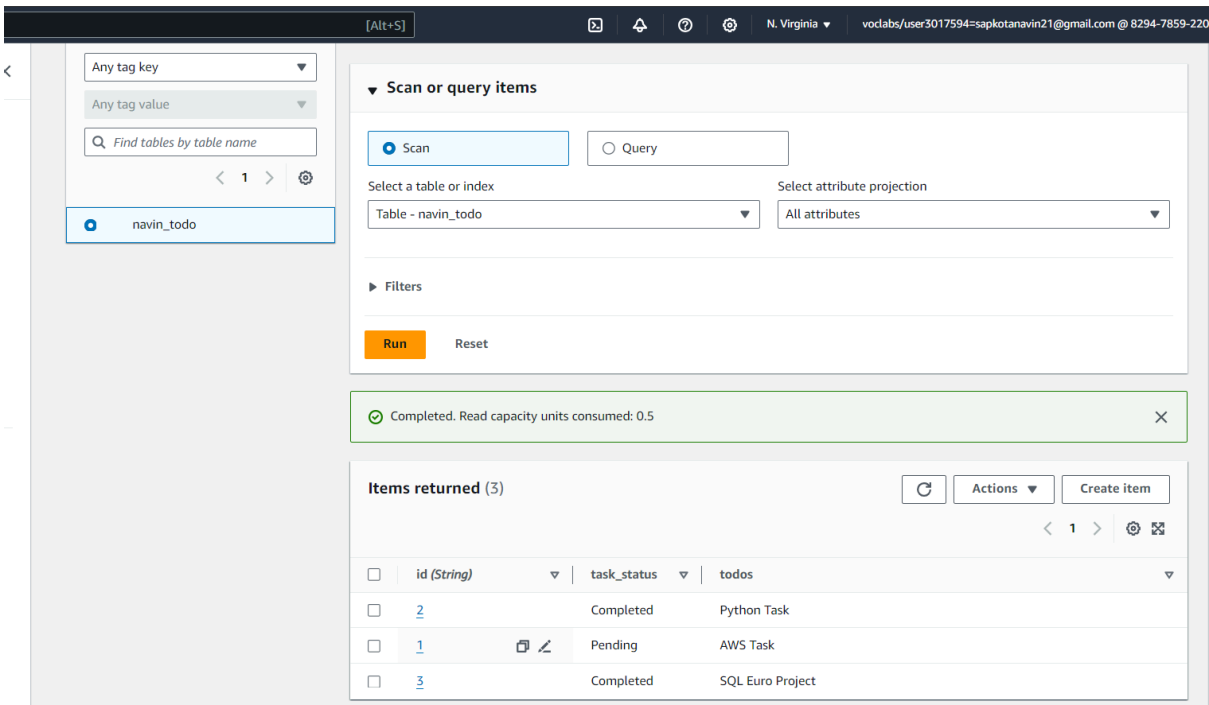 [Alt+S]
N. Virginia
voclabs/user3017594=sapkotanavin21@gmail.com @ 8294-7859-220
Any tag key
Any tag value
Find tables by table name
1
navin_todo
Scan or query items
Scan
Query
Select a table or index
Select attribute projection
Table - navin_todo
All attributes
Filters
Run
Reset
Completed. Read capacity units consumed: 0.5
Items returned (3)
Actions
Create item
1
id (String)
task_status
todos
2
Completed
Python Task
1
Pending
AWS Task
3
Completed
SQL Euro Project